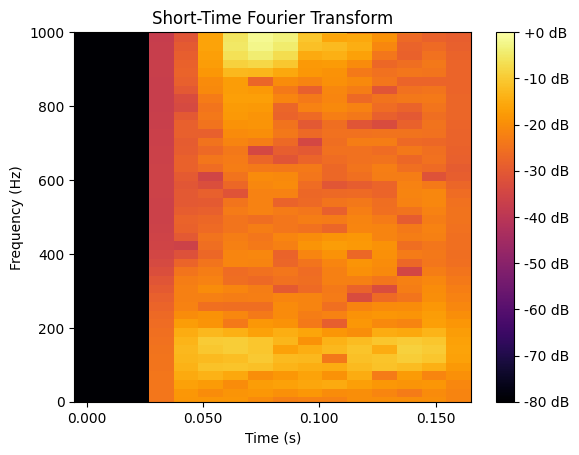 Short-Time Fourier Transform
1000
800
600
400
200
0
Frequency (Hz)
0.000
0.050
0.100
0.150
Time (s)
+0 dB
-10 dB
-20 dB
-30 dB
-40 dB
-50 dB
-60 dB
-70 dB
-80 dB